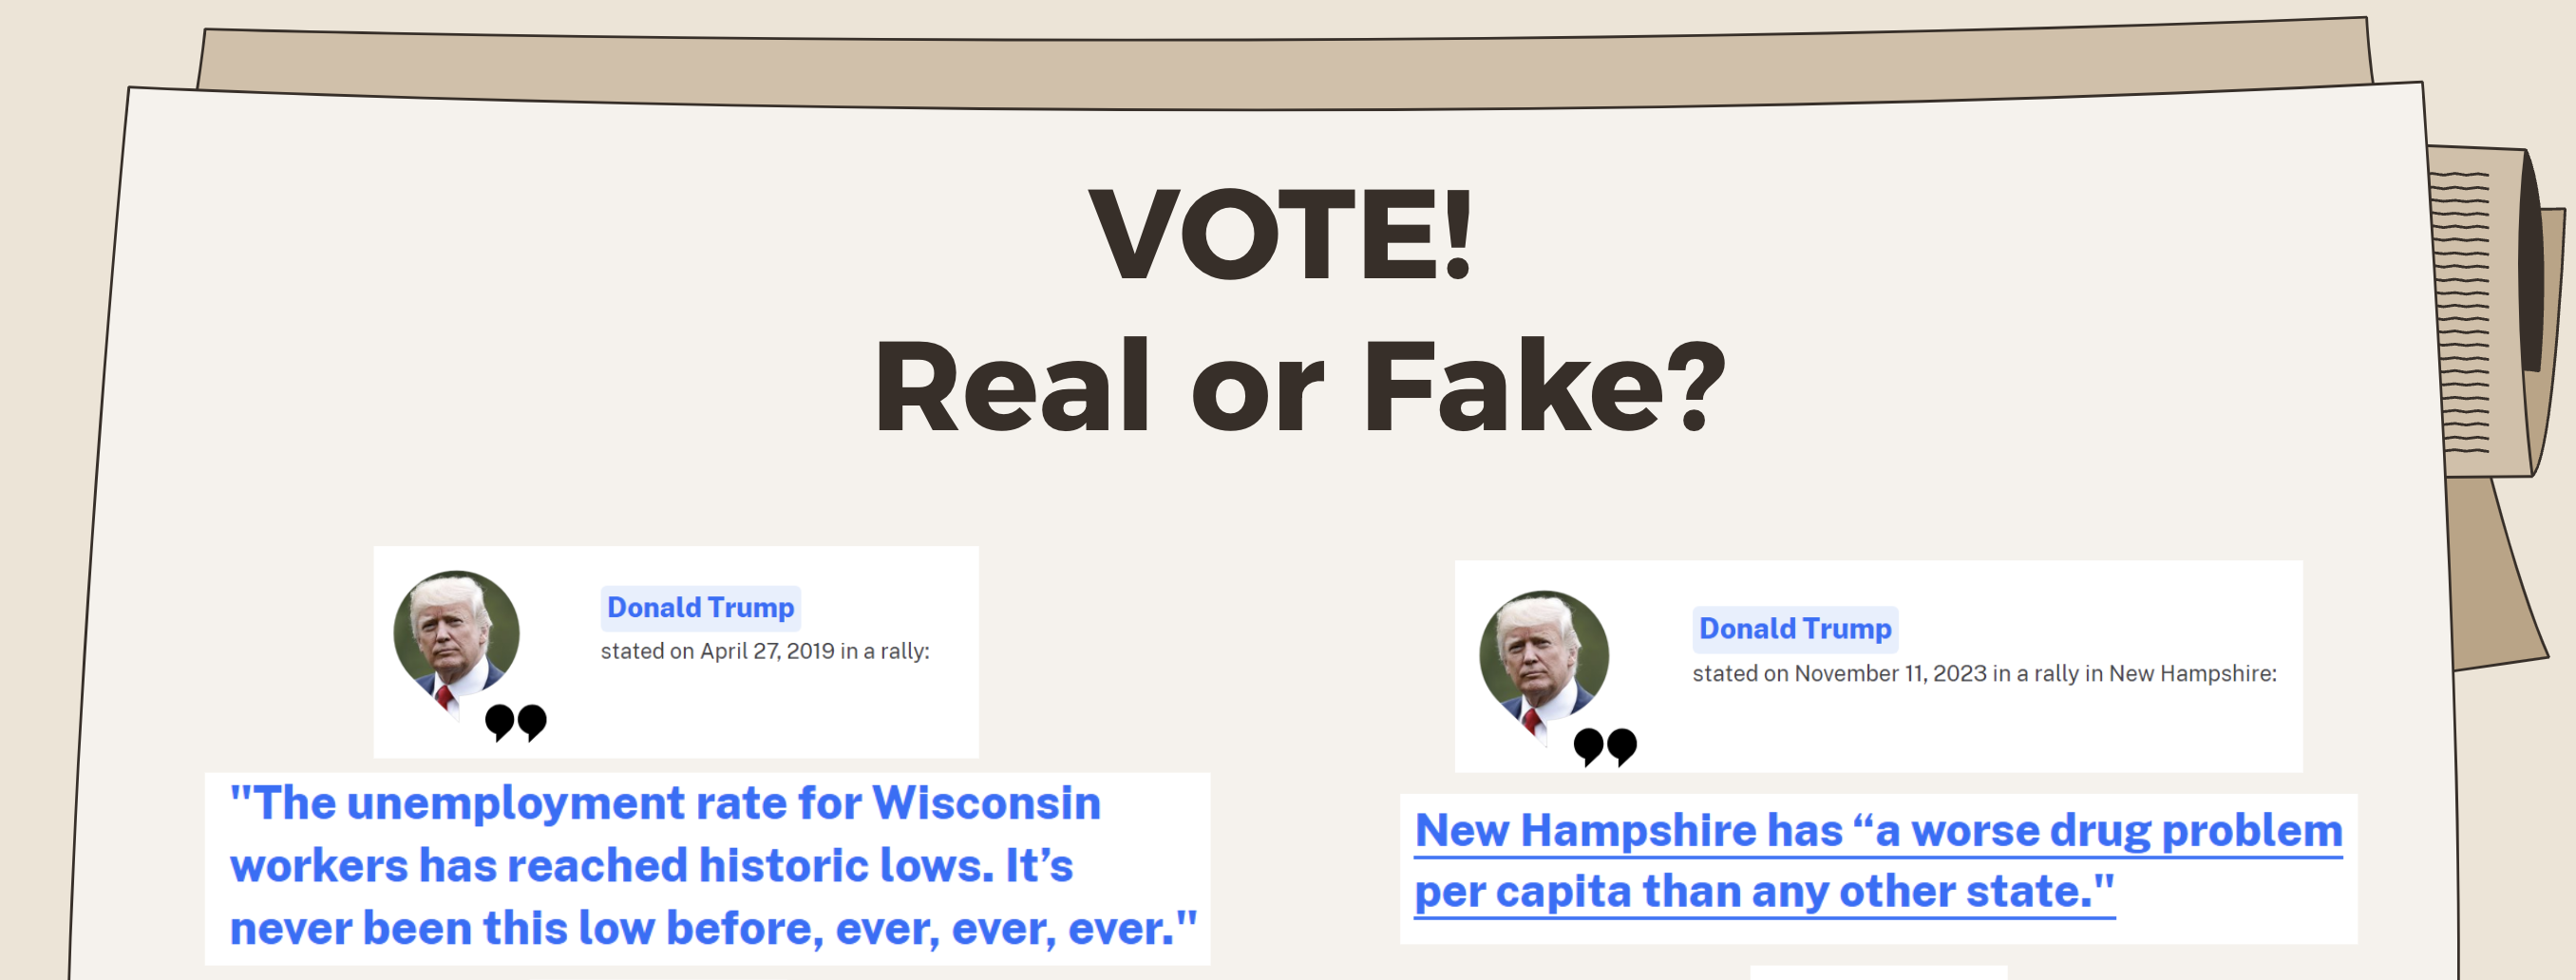 VOTE!
Real or Fake?
Donald Trump
stated on April 27, 2019 in a rally:
"The unemployment rate for Wisconsin
workers has reached historic lows. It’s
never been this low before, ever, ever, ever."
Donald Trump
stated on November 11, 2023 in a rally in New Hampshire:
New Hampshire has “a worse drug problem
per capita than any other state."